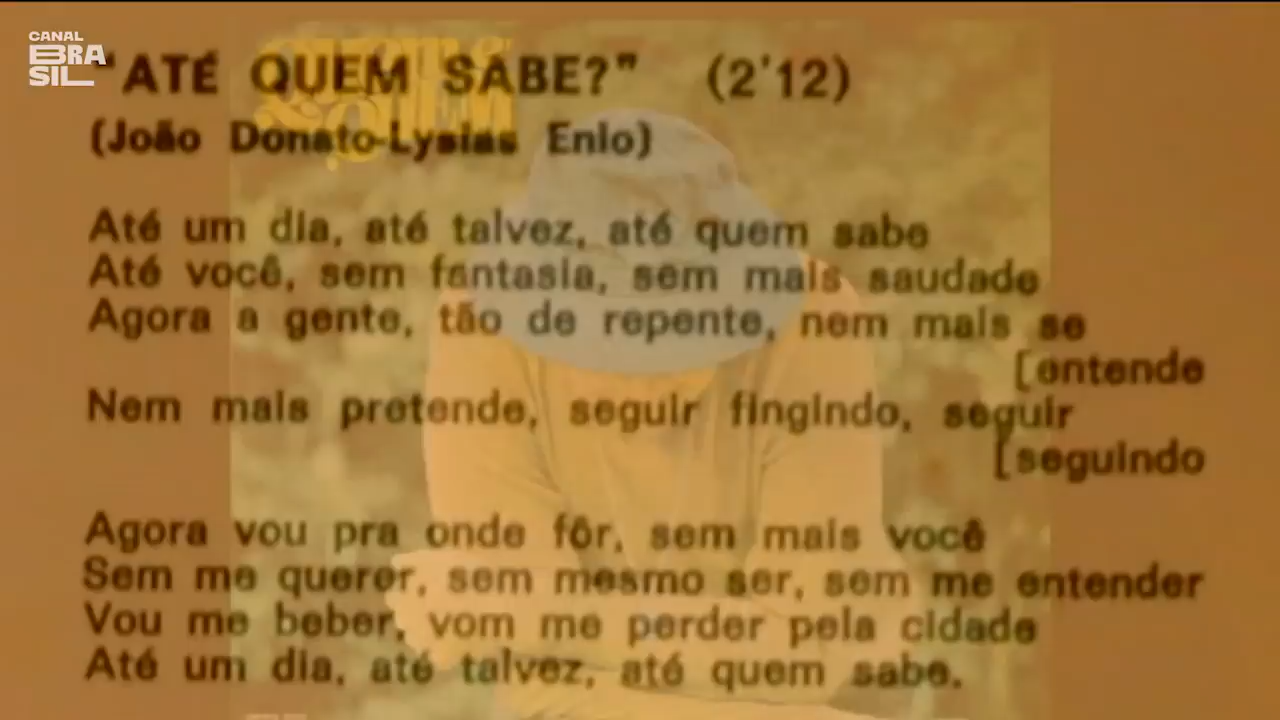 CANAL
BRA
SIL
"ATÉ QUEM SABE?" (2'12)
(João Donato-Lysias Enio)
Até um dia, até talvez, até quem sabe
Até você, sem fantasia, sem mais saudade
Agora a gente, tão de repente, nem mais se
[entende
Nem mais pretende, seguir fingindo, seguir
[seguindo
Agora vou pra onde fôr, sem mais você
Sem me querer, sem mesmo ser, sem me entender
Vou me beber, vom me perder pela cidade
Até um dia, até talvez, até quem sabe.